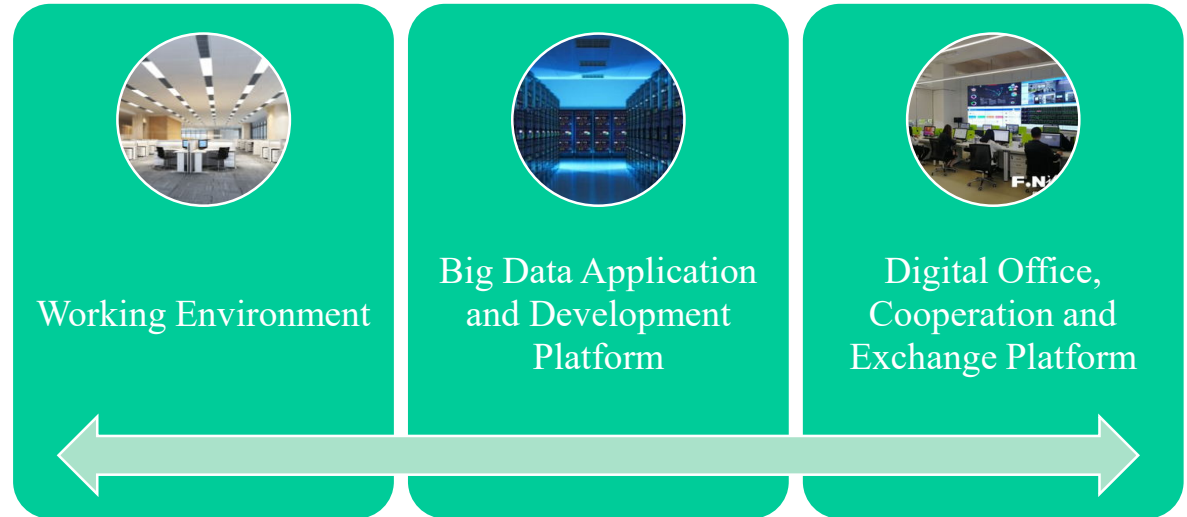 Working Environment
Big Data Application
and Development
Platform
Digital Office,
Cooperation and
Exchange Platform